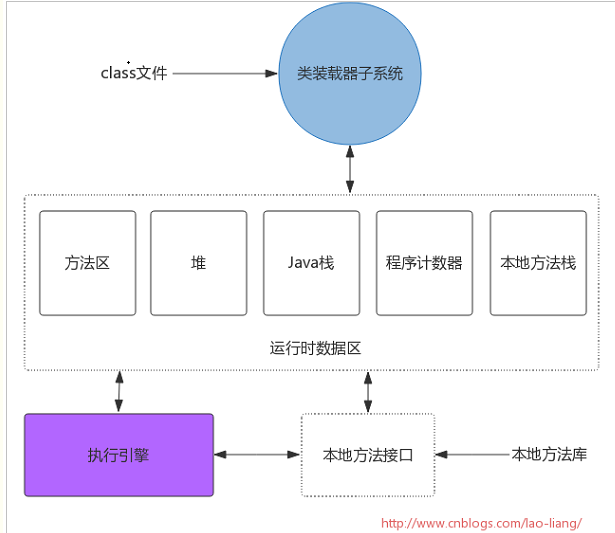 class文件
类装载器子系统
方法区
堆
Java栈
程序计数器
本地方法栈
运行时数据区
执行引擎
本地方法接口
本地方法库
http://www.cnblogs.com/lao-liang/